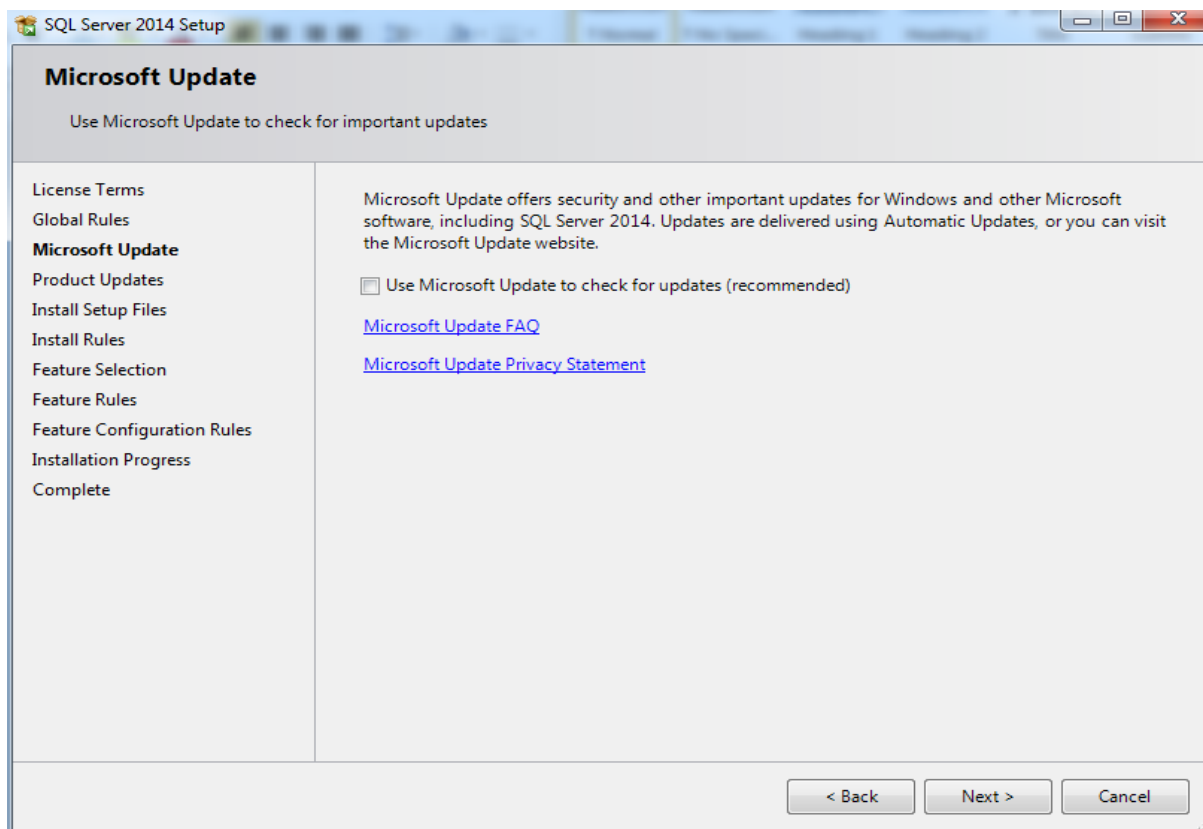 SQL Server 2014 Setup
Microsoft Update
Use Microsoft Update to check for important updates
License Terms
Global Rules
Microsoft Update
Product Updates
Install Setup Files
Install Rules
Feature Selection
Feature Rules
Feature Configuration Rules
Installation Progress
Complete
Microsoft Update offers security and other important updates for Windows and other Microsoft
software, including SQL Server 2014. Updates are delivered using Automatic Updates, or you can visit
the Microsoft Update website.
Use Microsoft Update to check for updates (recommended)
Microsoft Update FAQ
Microsoft Update Privacy Statement
< Back
Next >
Cancel